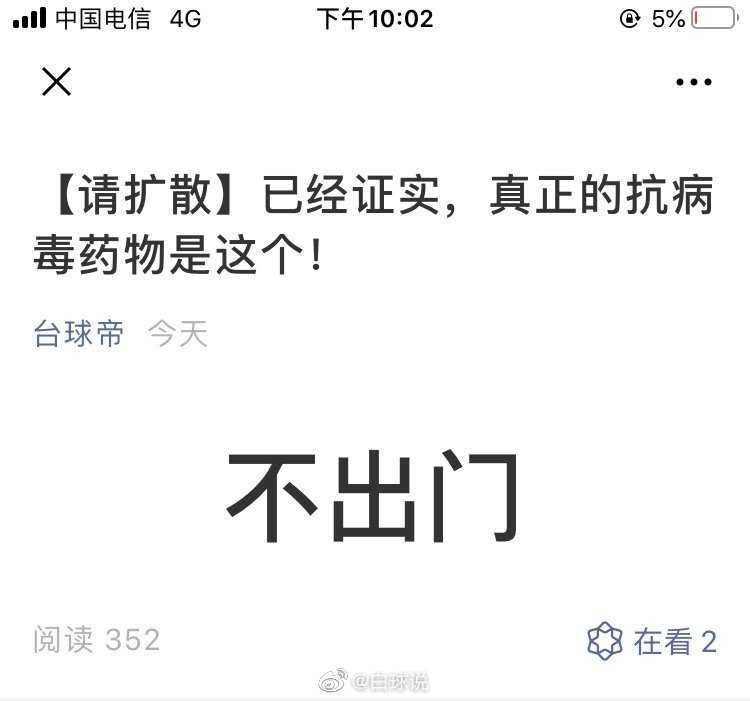 中国电信 4G 下午10:02 5%
【请扩散】已经证实，真正的抗病
毒药物是这个！
台球帝 今天
不出门
阅读 352 在看 2
@白球说